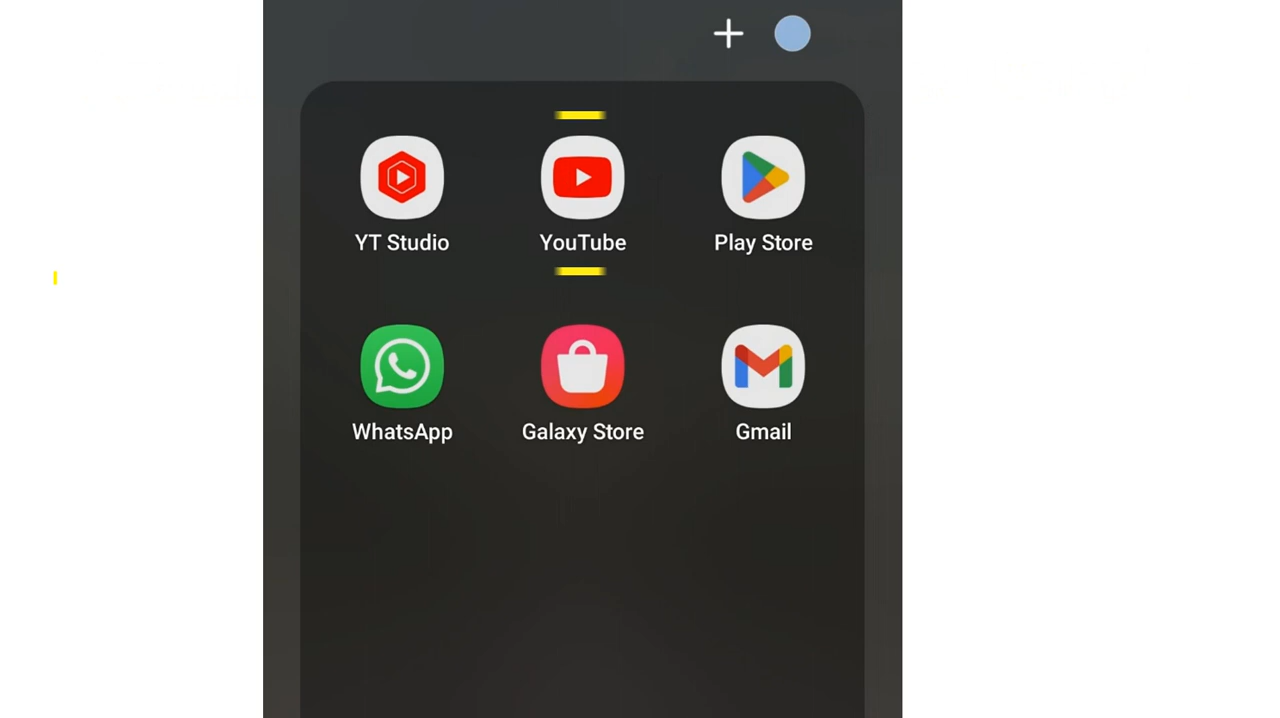 YT Studio
YouTube
Play Store
WhatsApp
Galaxy Store
Gmail